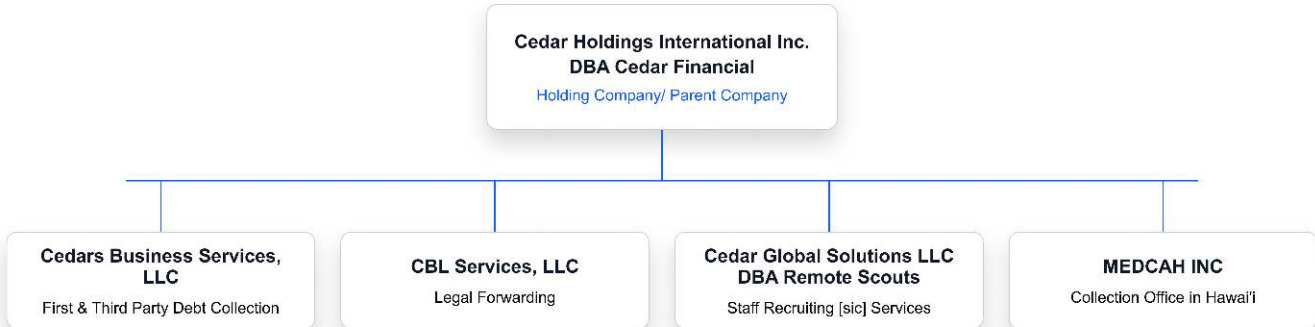 Cedar Holdings International Inc.
DBA Cedar Financial
Holding Company/ Parent Company
Cedars Business Services,
LLC
First & Third Party Debt Collection
CBL Services, LLC
Legal Forwarding
Cedar Global Solutions LLC
DBA Remote Scouts
Staff Recruiting [sic] Services
MEDCAH INC
Collection Office in Hawai'i